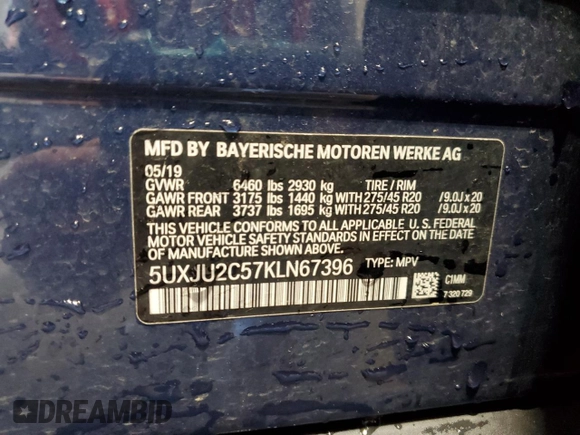 MFD BY BAYERISCHE MOTOREN WERKE AG
05/19
GVWR 6460 lbs 2930 kg TIRE / RIM
GAWR FRONT 3175 lbs 1440 kg WITH 275/45 R20 /9.0J x 20
GAWR REAR 3737 lbs 1695 kg WITH 275/45 R20 /9.0J x 20
THIS VEHICLE CONFORMS TO ALL APPLICABLE U. S. FEDERAL
MOTOR VEHICLE SAFETY STANDARDS IN EFFECT ON THE DATE
OF MANUFACTURE SHOWN ABOVE.
5UXJU2C57KLN67396 TYPE: MPV
C1MM
7 320 729
DREAMBID